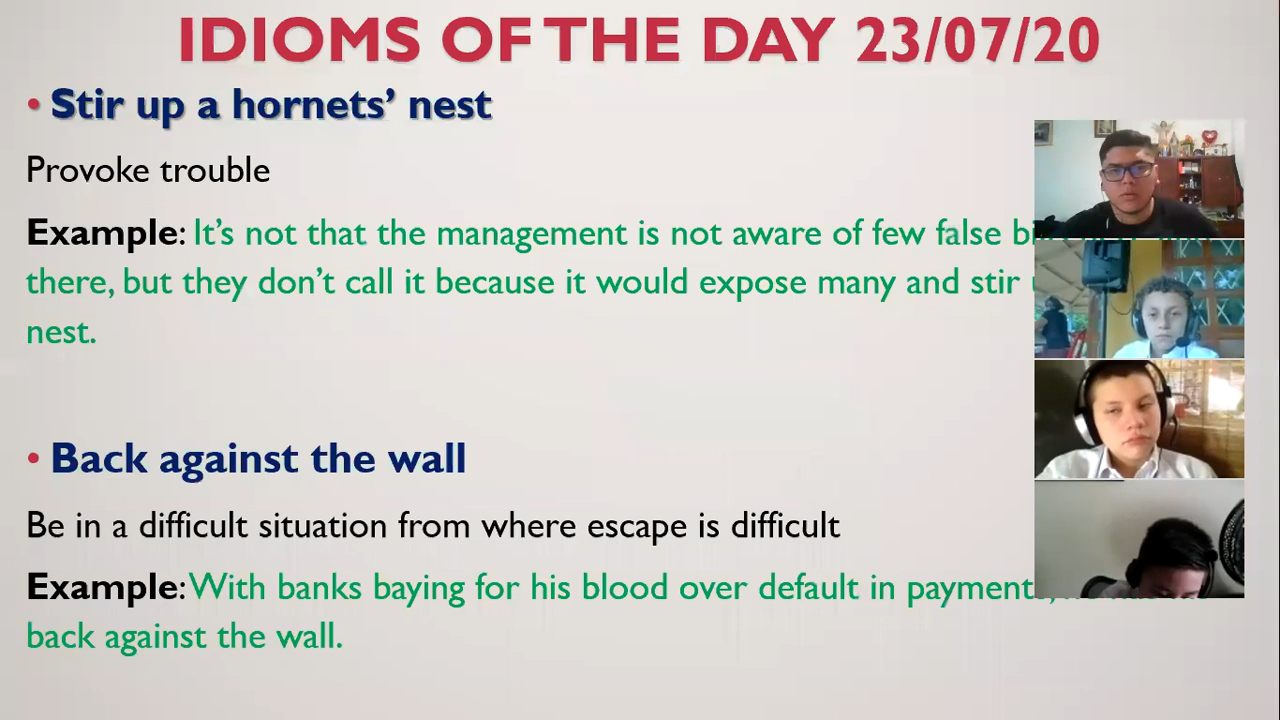 IDIOMS OF THE DAY 23/07/20
• Stir up a hornets’ nest
Provoke trouble
Example: It’s not that the management is not aware of few false
there, but they don’t call it because it would expose many and stir
nest.
• Back against the wall
Be in a difficult situation from where escape is difficult
Example: With banks baying for his blood over default in payments,
back against the wall.